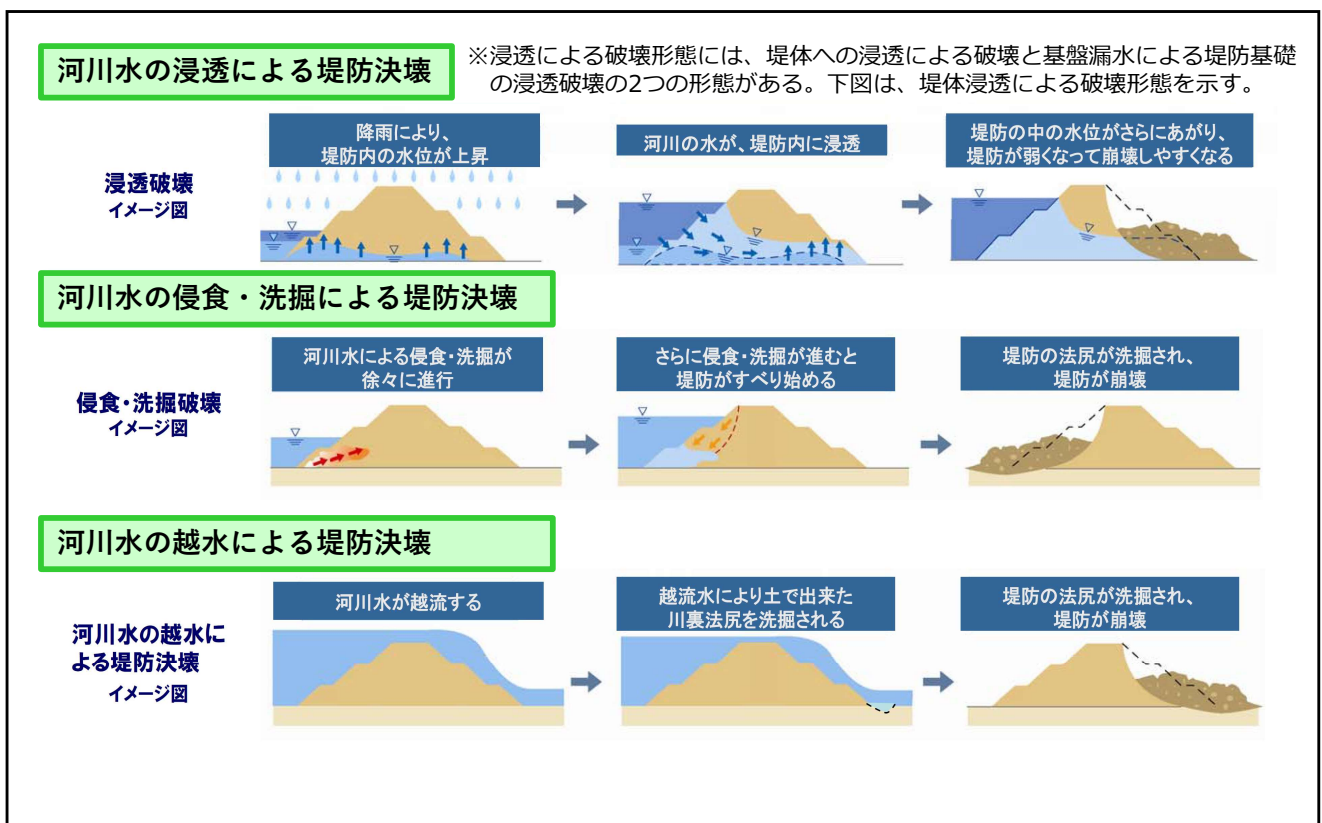 河川水の浸透による堤防決壊
※浸透による破壊形態には、堤体への浸透による破壊と基盤漏水による堤防基礎
の浸透破壊の2つの形態がある。下図は、堤体浸透による破壊形態を示す。
浸透破壊
イメージ図
降雨により、
堤防内の水位が上昇
河川の水が、堤防内に浸透
堤防の中の水位がさらにあがり、
堤防が弱くなって崩壊しやすくなる
河川水の侵食・洗掘による堤防決壊
侵食・洗掘破壊
イメージ図
河川水による侵食・洗掘が
徐々に進行
さらに侵食・洗掘が進むと
堤防がすべり始める
堤防の法尻が洗掘され、
堤防が崩壊
河川水の越水による堤防決壊
河川水の越水に
よる堤防決壊
イメージ図
河川水が越流する
越流水により土で出来た
川裏法尻を洗掘される
堤防の法尻が洗掘され、
堤防が崩壊